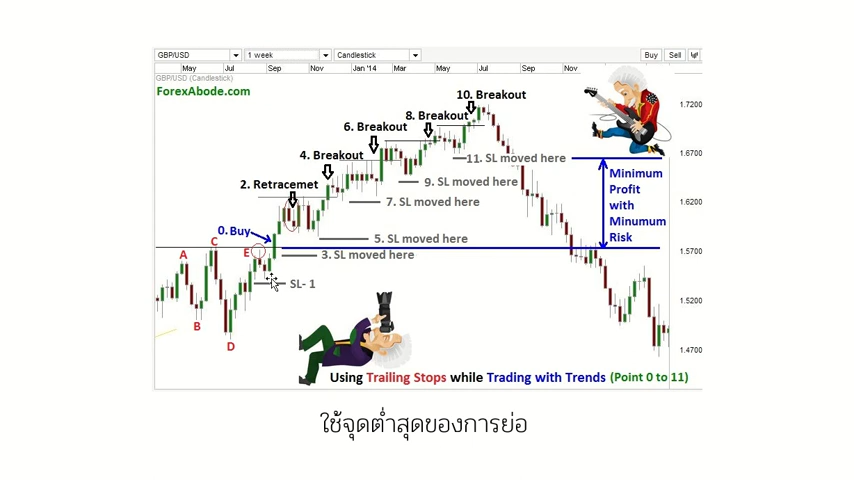 GBP/USD 1 week Candlestick Buy Sell
May Jul Sep Nov Jan '14 Mar May Jul Sep Nov
GBP/USD (Candlestick)
ForexAbode.com
10. Breakout
1.7200
8. Breakout
6. Breakout
4. Breakout
11. SL moved here
1.6700
Minimum
Profit
with
Minumum
Risk
2. Retracemet
9. SL moved here
7. SL moved here
1.6200
0. Buy
5. SL moved here
A
C
E
3. SL moved here
1.5700
SL- 1
1.5200
B
D
1.4700
Using Trailing Stops while Trading with Trends (Point 0 to 11)
ใช้จุดต่ำสุดของการย่อ